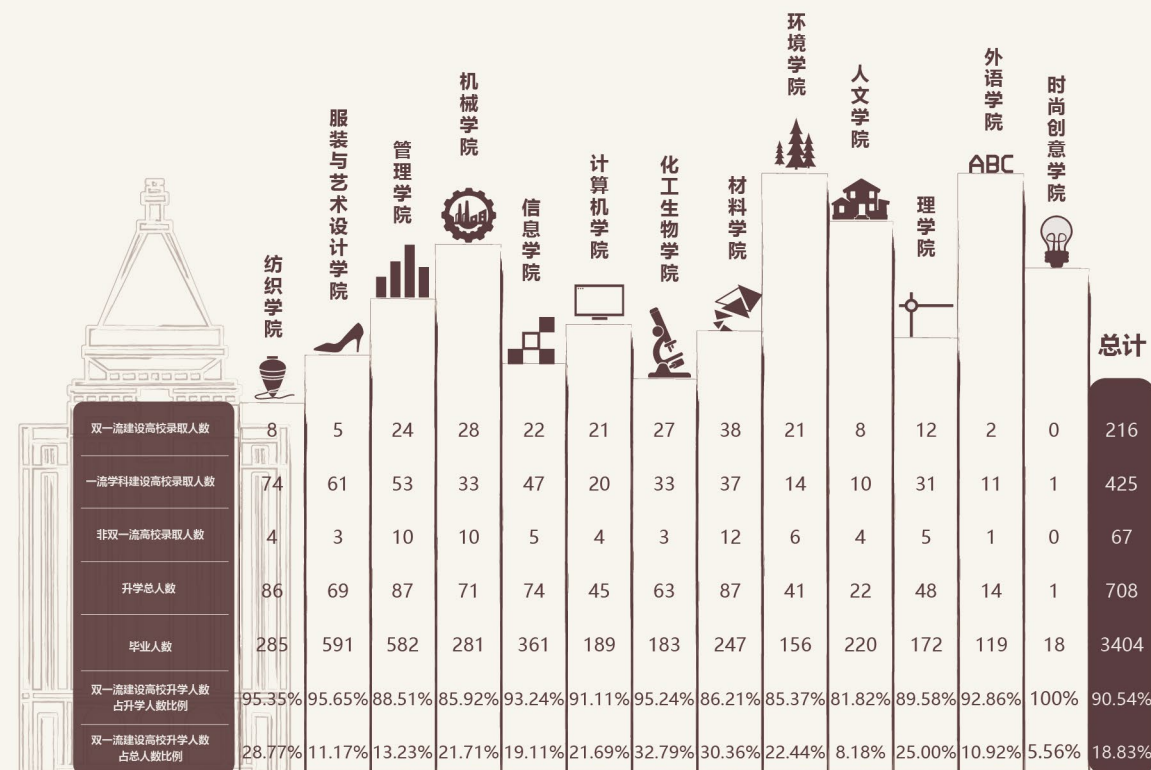 环境学院
外语学院
人文学院
机械学院
时尚创意学院
服装与艺术设计学院
管理学院
计算机学院
化工生物学院
ABC
材料学院
信息学院
理学院
纺织学院
总计
双一流建设高校录取人数 8 5 24 28 22 21 27 38 21 8 12 2 0 216
一流学科建设高校录取人数 74 61 53 33 47 20 33 37 14 10 31 11 1 425
非双一流高校录取人数 4 3 10 10 5 4 3 12 6 4 5 1 0 67
升学总人数 86 69 87 71 74 45 63 87 41 22 48 14 1 708
毕业人数 285 591 582 281 361 189 183 247 156 220 172 119 18 3404
双一流建设高校升学人数
占升学人数比例 95.35% 95.65% 88.51% 85.92% 93.24% 91.11% 95.24% 86.21% 85.37% 81.82% 89.58% 92.86% 100% 90.54%
双一流建设高校升学人数
占总人数比例 28.77% 11.17% 13.23% 21.71% 19.11% 21.69% 32.79% 30.36% 22.44% 8.18% 25.00% 10.92% 5.56% 18.83%